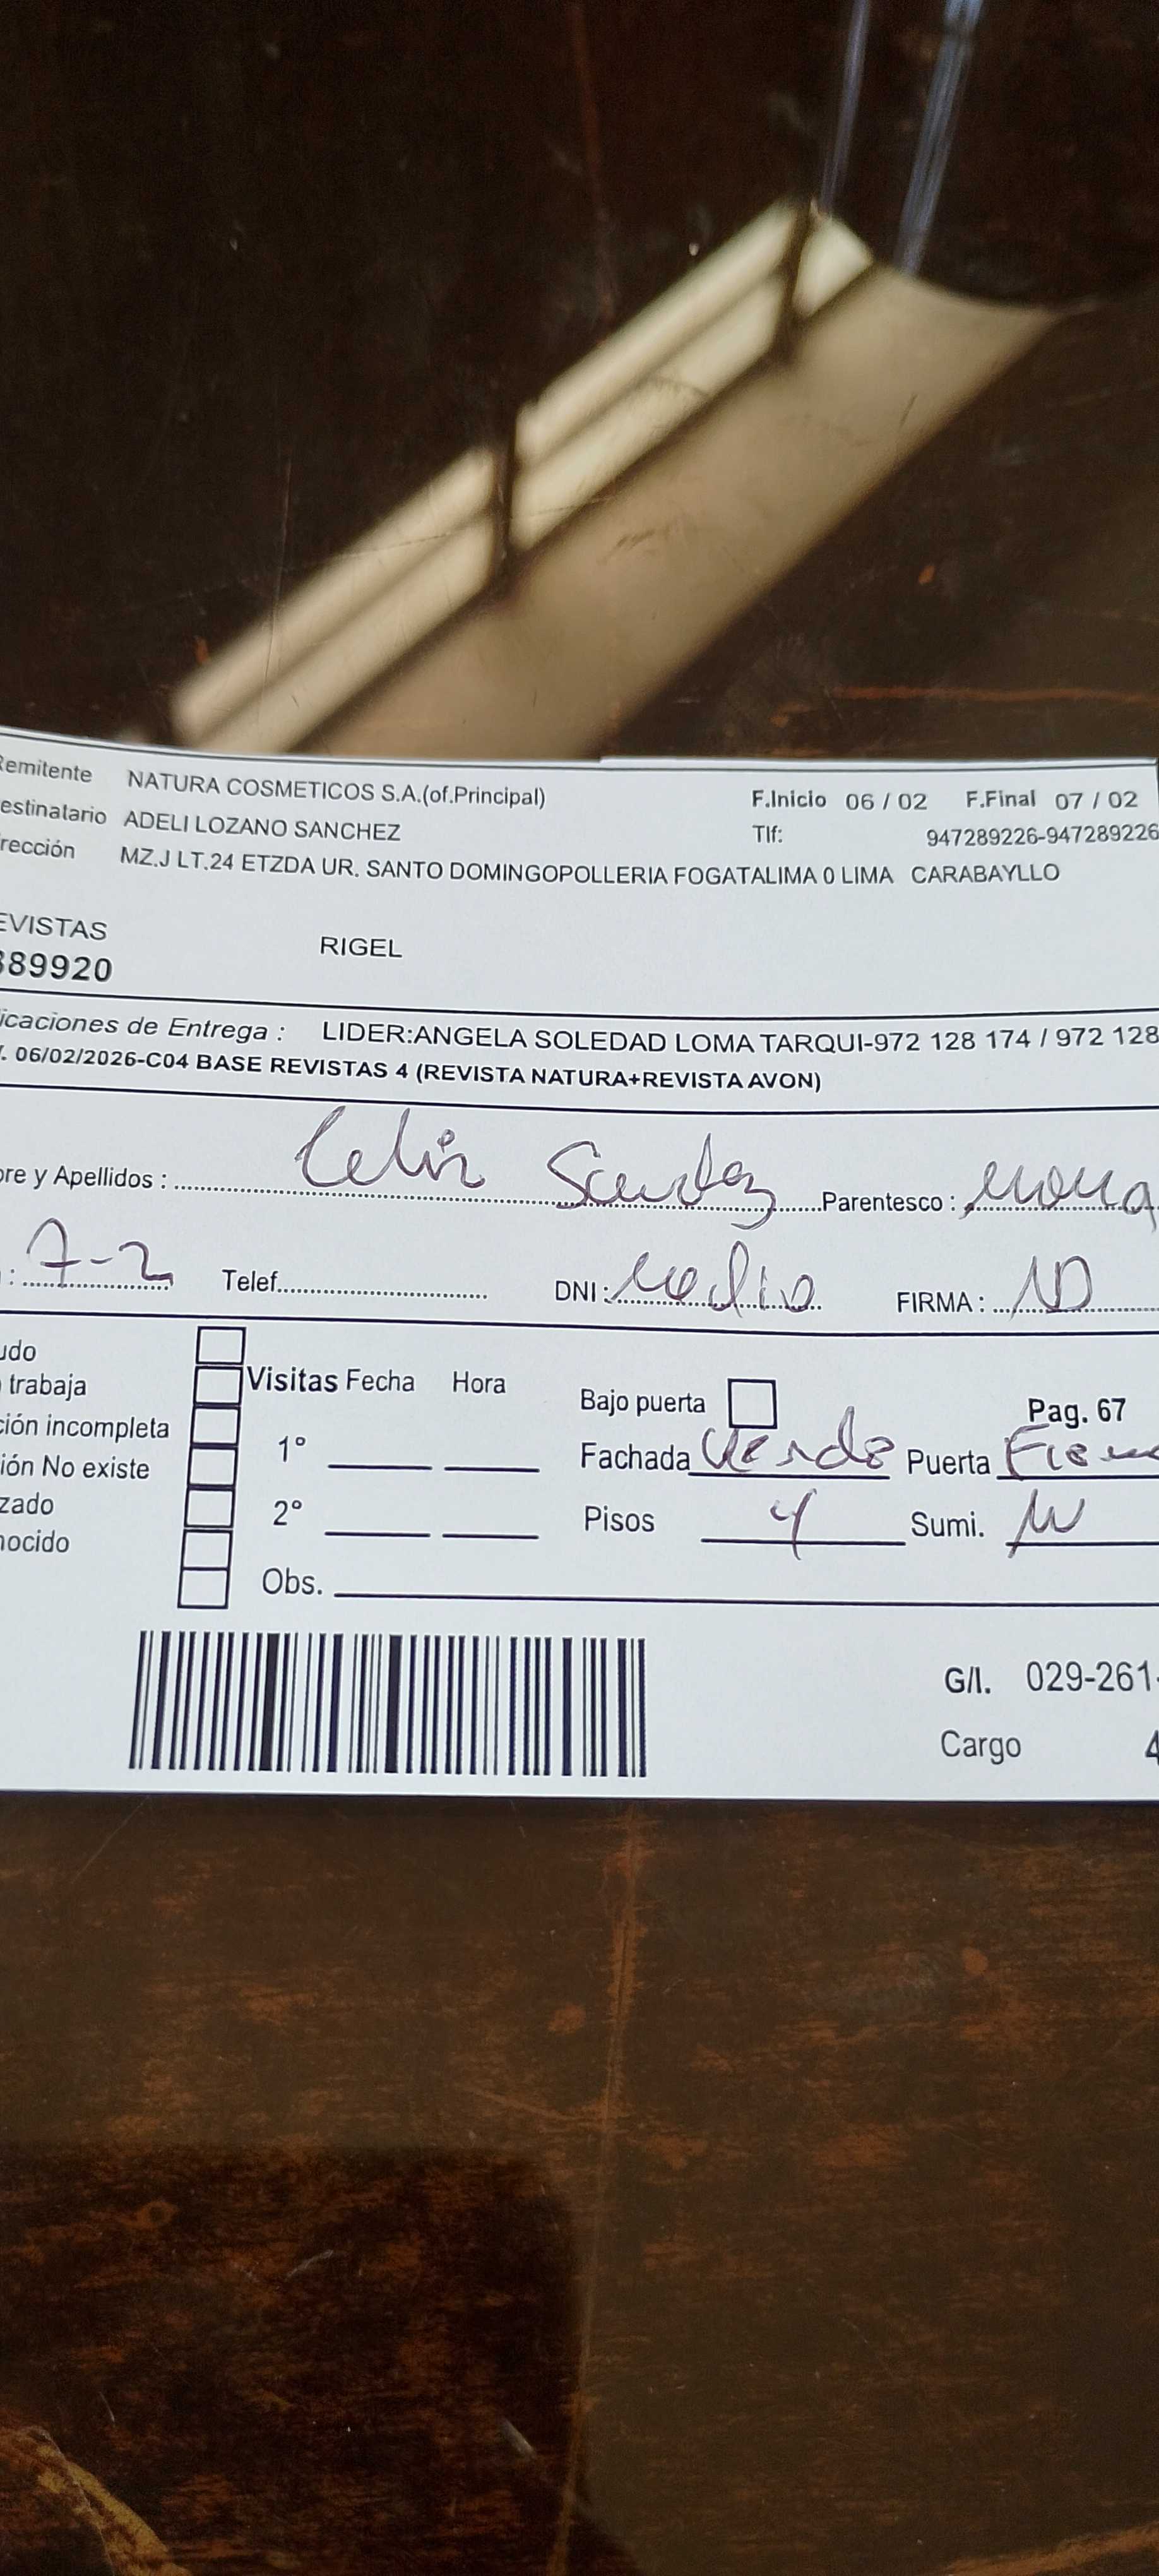 Remitente NATURA COSMETICOS S.A.(of.Principal) F.Inicio 06 / 02 F.Final 07 / 02
estinatario ADELI LOZANO SANCHEZ Tlf: 947289226-947289226
rección MZ.J LT.24 ETZDA UR. SANTO DOMINGOPOLLERIA FOGATALIMA 0 LIMA CARABAYLLO
EVISTAS RIGEL
389920
icaciones de Entrega : LIDER:ANGELA SOLEDAD LOMA TARQUI-972 128 174 / 972 128
. 06/02/2026-C04 BASE REVISTAS 4 (REVISTA NATURA+REVISTA AVON)
re y Apellidos : Parentesco :
: 7-2 Telef. DNI : FIRMA :
udo
trabaja Visitas Fecha Hora Bajo puerta Pag. 67
ción incompleta 1° Fachada Verde Puerta
ión No existe
zado 2° Pisos 4 Sumi.
nocido
Obs.
G/I. 029-261-
Cargo 4